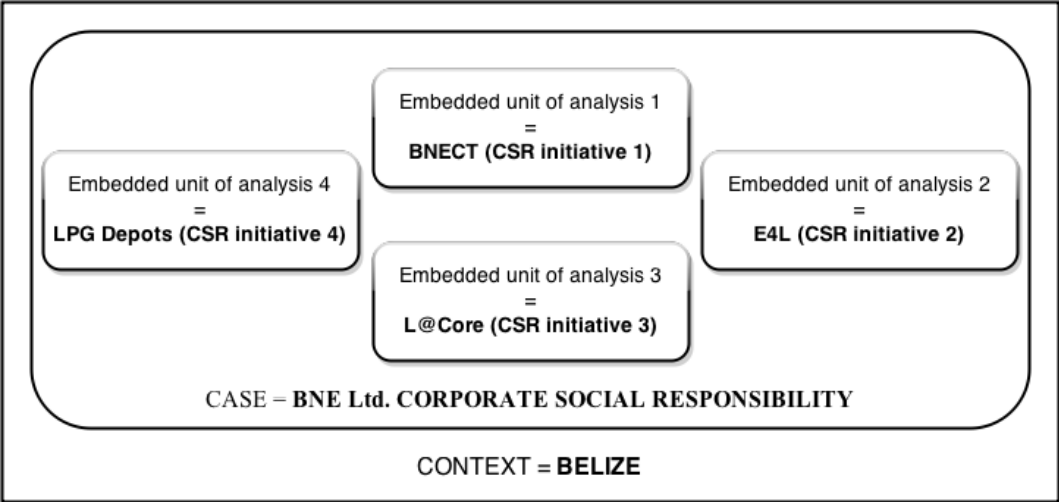 Embedded unit of analysis 1
=
BNECT (CSR initiative 1)
Embedded unit of analysis 4
=
LPG Depots (CSR initiative 4)
Embedded unit of analysis 2
=
E4L (CSR initiative 2)
Embedded unit of analysis 3
=
L@Core (CSR initiative 3)
CASE = BNE Ltd. CORPORATE SOCIAL RESPONSIBILITY
CONTEXT = BELIZE